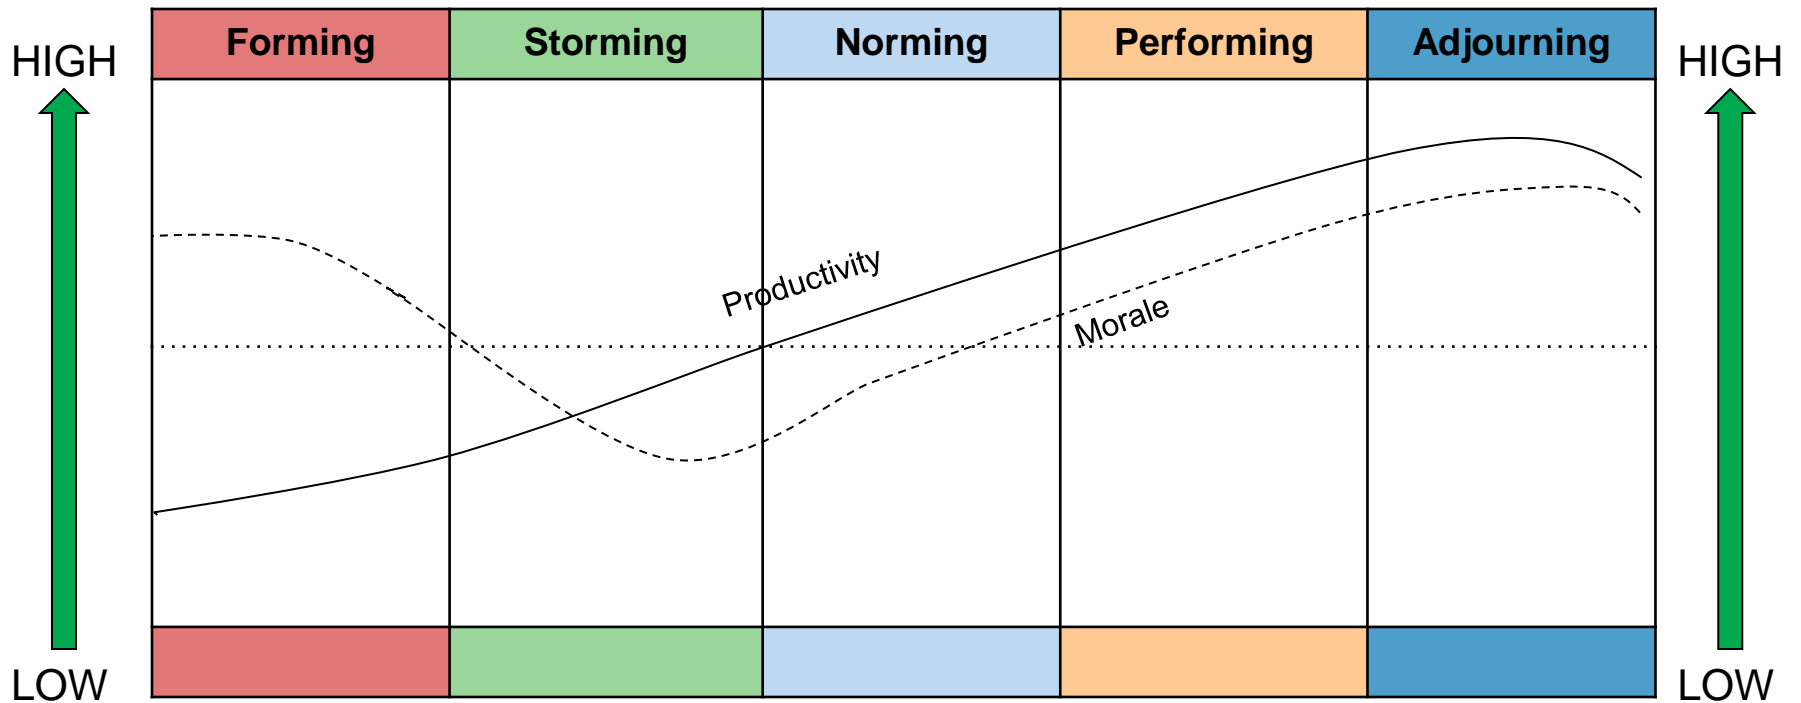 HIGH
Forming
Storming
Norming
Performing
Adjourning
HIGH
Productivity
Morale
LOW
LOW